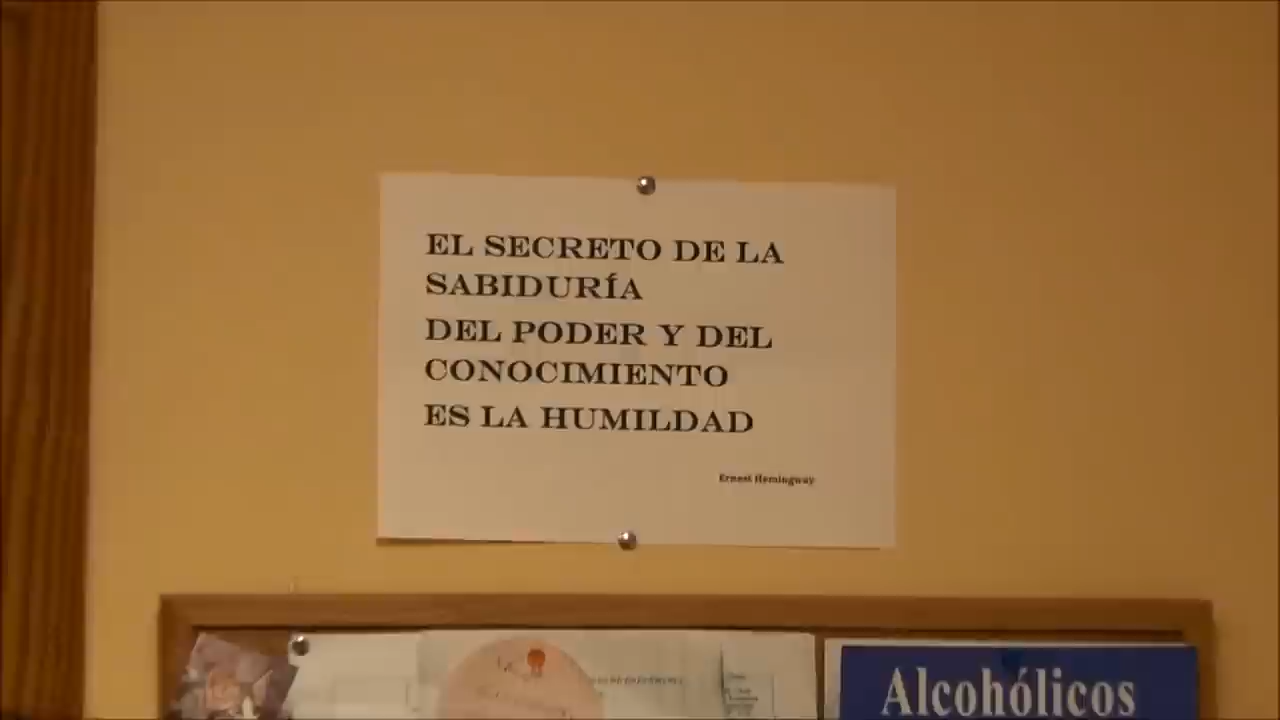 EL SECRETO DE LA
SABIDURÍA
DEL PODER Y DEL
CONOCIMIENTO
ES LA HUMILDAD
Ernest Hemingway
Alcohólicos